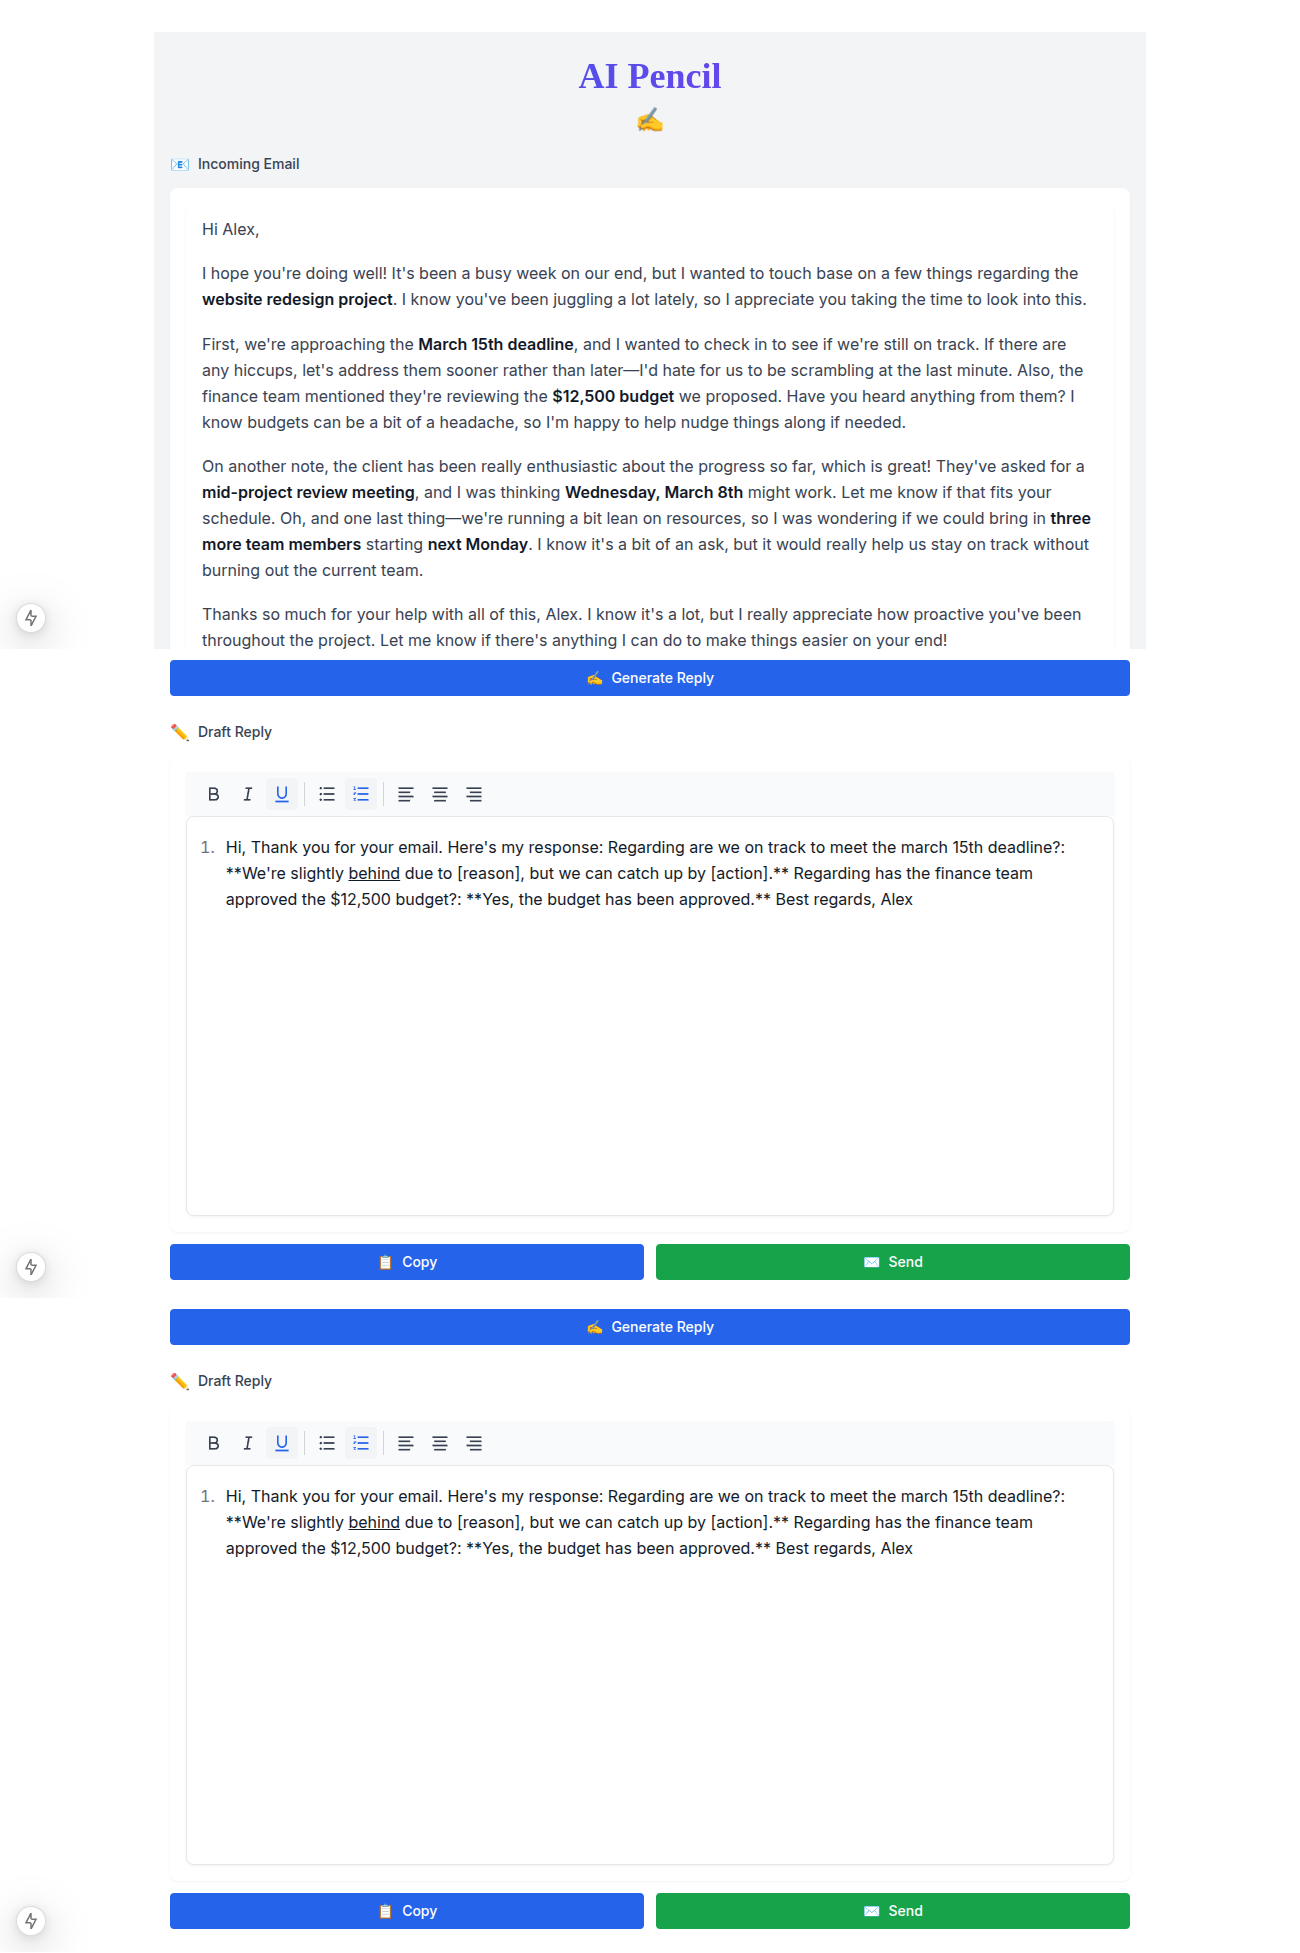 AI Pencil
✍️
📧 Incoming Email
Hi Alex,
I hope you're doing well! It's been a busy week on our end, but I wanted to touch base on a few things regarding the
website redesign project. I know you've been juggling a lot lately, so I appreciate you taking the time to look into this.
First, we're approaching the March 15th deadline, and I wanted to check in to see if we're still on track. If there are
any hiccups, let's address them sooner rather than later—I'd hate for us to be scrambling at the last minute. Also, the
finance team mentioned they're reviewing the $12,500 budget we proposed. Have you heard anything from them? I
know budgets can be a bit of a headache, so I'm happy to help nudge things along if needed.
On another note, the client has been really enthusiastic about the progress so far, which is great! They've asked for a
mid-project review meeting, and I was thinking Wednesday, March 8th might work. Let me know if that fits your
schedule. Oh, and one last thing—we're running a bit lean on resources, so I was wondering if we could bring in three
more team members starting next Monday. I know it's a bit of an ask, but it would really help us stay on track without
burning out the current team.
Thanks so much for your help with all of this, Alex. I know it's a lot, but I really appreciate how proactive you've been
throughout the project. Let me know if there's anything I can do to make things easier on your end!
✍️ Generate Reply
✏️ Draft Reply
B I U
1. Hi, Thank you for your email. Here's my response: Regarding are we on track to meet the march 15th deadline?:
**We're slightly behind due to [reason], but we can catch up by [action].** Regarding has the finance team
approved the $12,500 budget?: **Yes, the budget has been approved.** Best regards, Alex
📋 Copy
✉️ Send
✍️ Generate Reply
✏️ Draft Reply
B I U
1. Hi, Thank you for your email. Here's my response: Regarding are we on track to meet the march 15th deadline?:
**We're slightly behind due to [reason], but we can catch up by [action].** Regarding has the finance team
approved the $12,500 budget?: **Yes, the budget has been approved.** Best regards, Alex
📋 Copy
✉️ Send